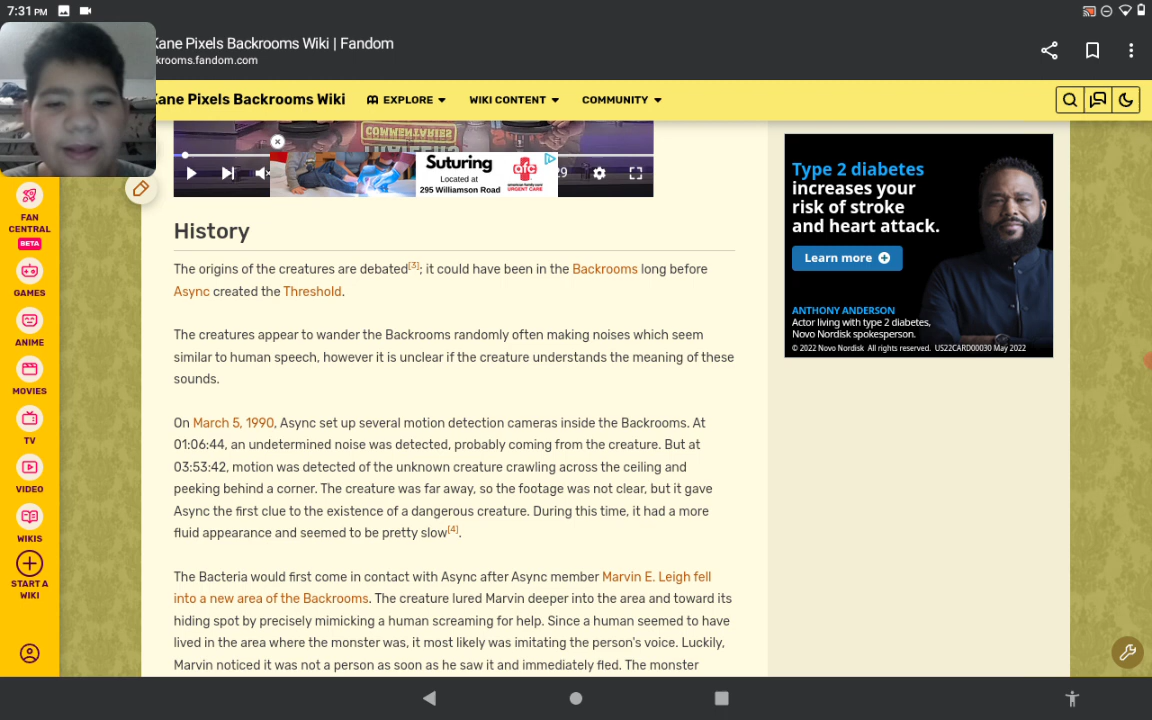 7:31 PM
Kane Pixels Backrooms Wiki | Fandom
krooms.fandom.com
Kane Pixels Backrooms Wiki
EXPLORE
WIKI CONTENT
COMMUNITY
FAN
CENTRAL
BETA
GAMES
ANIME
MOVIES
TV
VIDEO
WIKIS
START A
WIKI
COMMENTARIES
Suturing
Located at
295 Williamson Road
afc
american family care
URGENT CARE
29
History
The origins of the creatures are debated[3]; it could have been in the Backrooms long before
Async created the Threshold.
The creatures appear to wander the Backrooms randomly often making noises which seem
similar to human speech, however it is unclear if the creature understands the meaning of these
sounds.
On March 5, 1990, Async set up several motion detection cameras inside the Backrooms. At
01:06:44, an undetermined noise was detected, probably coming from the creature. But at
03:53:42, motion was detected of the unknown creature crawling across the ceiling and
peeking behind a corner. The creature was far away, so the footage was not clear, but it gave
Async the first clue to the existence of a dangerous creature. During this time, it had a more
fluid appearance and seemed to be pretty slow[4].
The Bacteria would first come in contact with Async after Async member Marvin E. Leigh fell
into a new area of the Backrooms. The creature lured Marvin deeper into the area and toward its
hiding spot by precisely mimicking a human screaming for help. Since a human seemed to have
lived in the area where the monster was, it most likely was imitating the person's voice. Luckily,
Marvin noticed it was not a person as soon as he saw it and immediately fled. The monster
Type 2 diabetes
increases your
risk of stroke
and heart attack.
Learn more
ANTHONY ANDERSON
Actor living with type 2 diabetes,
Novo Nordisk spokesperson.
© 2022 Novo Nordisk All rights reserved. US22CARD00030 May 2022